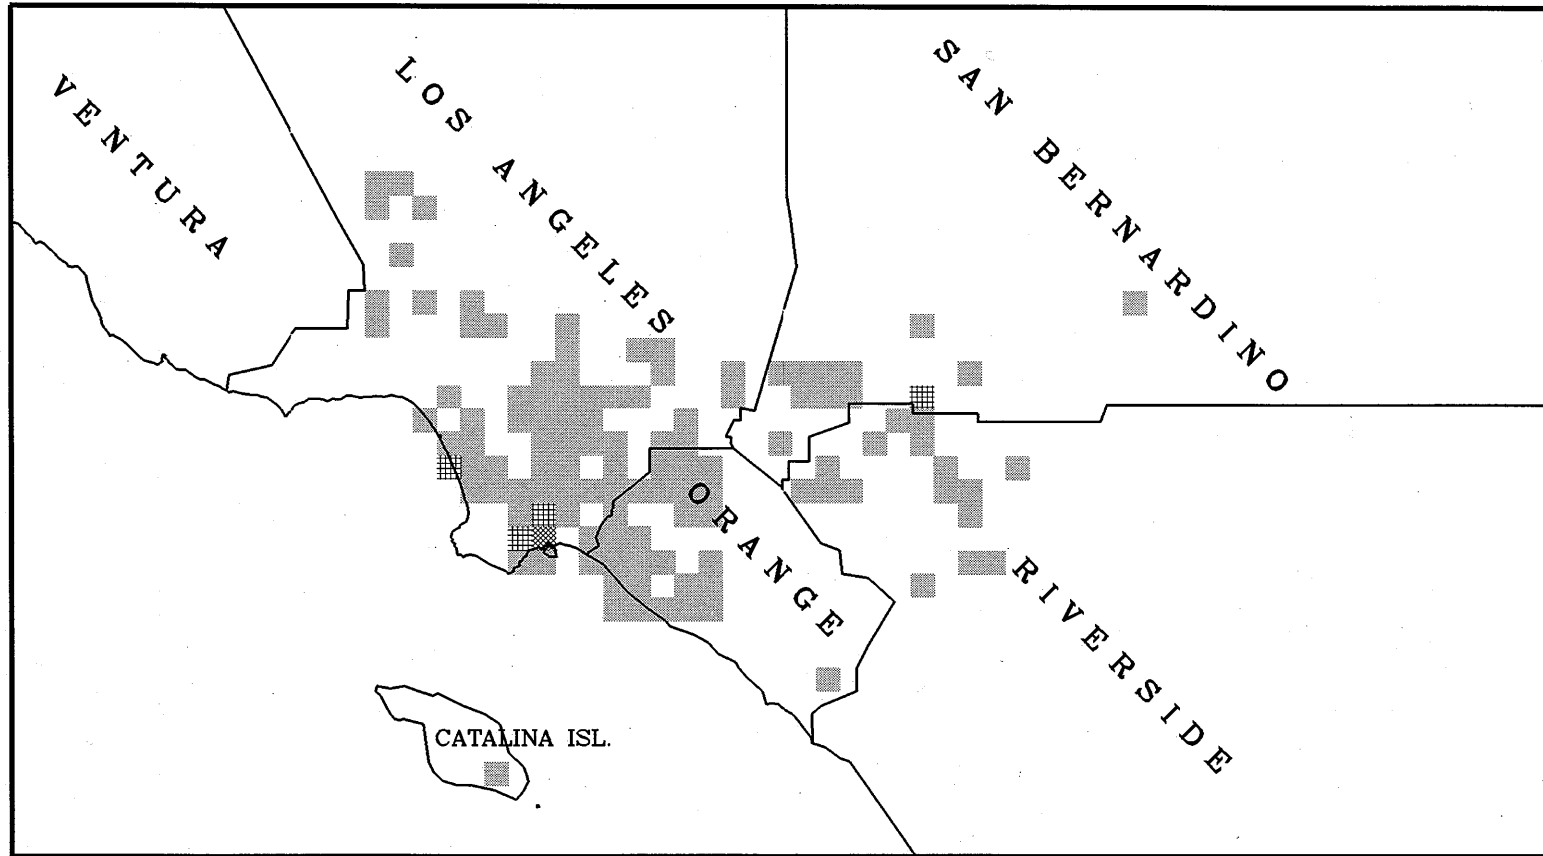 VENTURA
LOS ANGELES
SAN BERNARDINO
ORANGE
RIVERSIDE
CATALINA ISL.